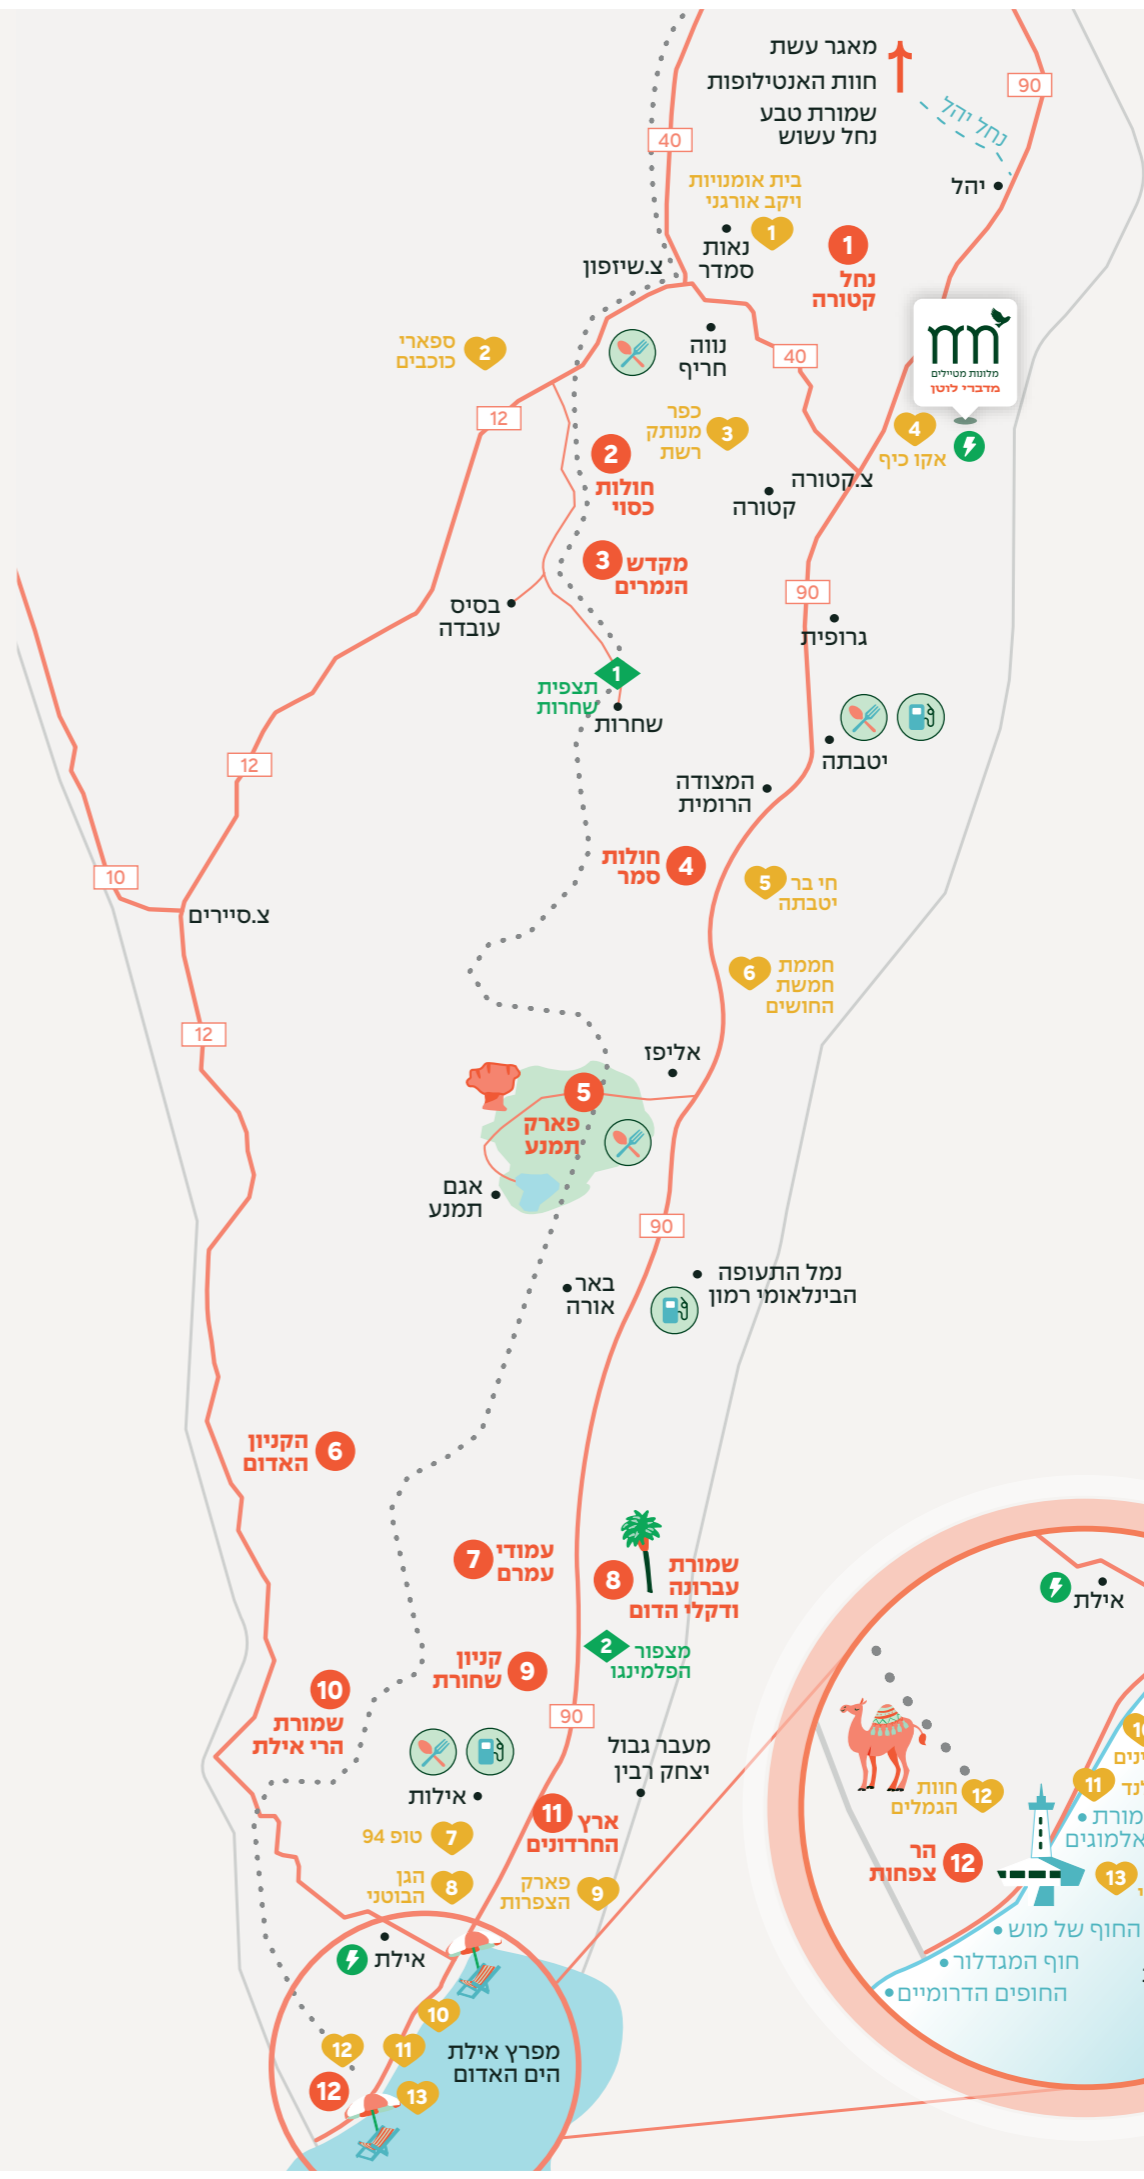 מאגר עשת
חוות האנטילופות
שמורת טבע
נחל עשוש
90
נחל יהל
40
יהל
בית אומנויות
ויקב אורגני
1
נאות
סמדר
1
נחל
קטורה
צ.שיזפון
מלונות מטיילים
מדברי לוטן
נווה
חריף
40
ספארי
כוכבים
2
12
כפר
מנותק
רשת
3
4
אקו כיף
2
חולות
כסוי
צ.קטורה
קטורה
3
מקדש
הנמרים
90
בסיס
עובדה
גרופית
1
תצפית
שחרות
שחרות
יטבתה
12
המצודה
הרומית
4
חולות
סמר
10
5
חי בר
יטבתה
צ.סיירים
6
חממת
חמשת
החושים
12
אליפז
5
פארק
תמנע
אגם
תמנע
90
נמל התעופה
הבינלאומי רמון
באר
אורה
6
הקניון
האדום
7
עמודי
עמרם
8
שמורת
עברונה
ודקלי הדום
2
מצפור
הפלמינגו
9
קניון
שחורת
10
שמורת
הרי אילת
90
מעבר גבול
יצחק רבין
אילות
11
ארץ
החרדונים
7
טופ 94
8
הגן
הבוטני
9
פארק
הצפרות
אילת
10
11
12
12
13
מפרץ אילת
הים האדום
אילת
11
12
חוות
הגמלים
12
הר
צפחות
13
החוף של מוש
חוף המגדלור
החופים הדרומיים